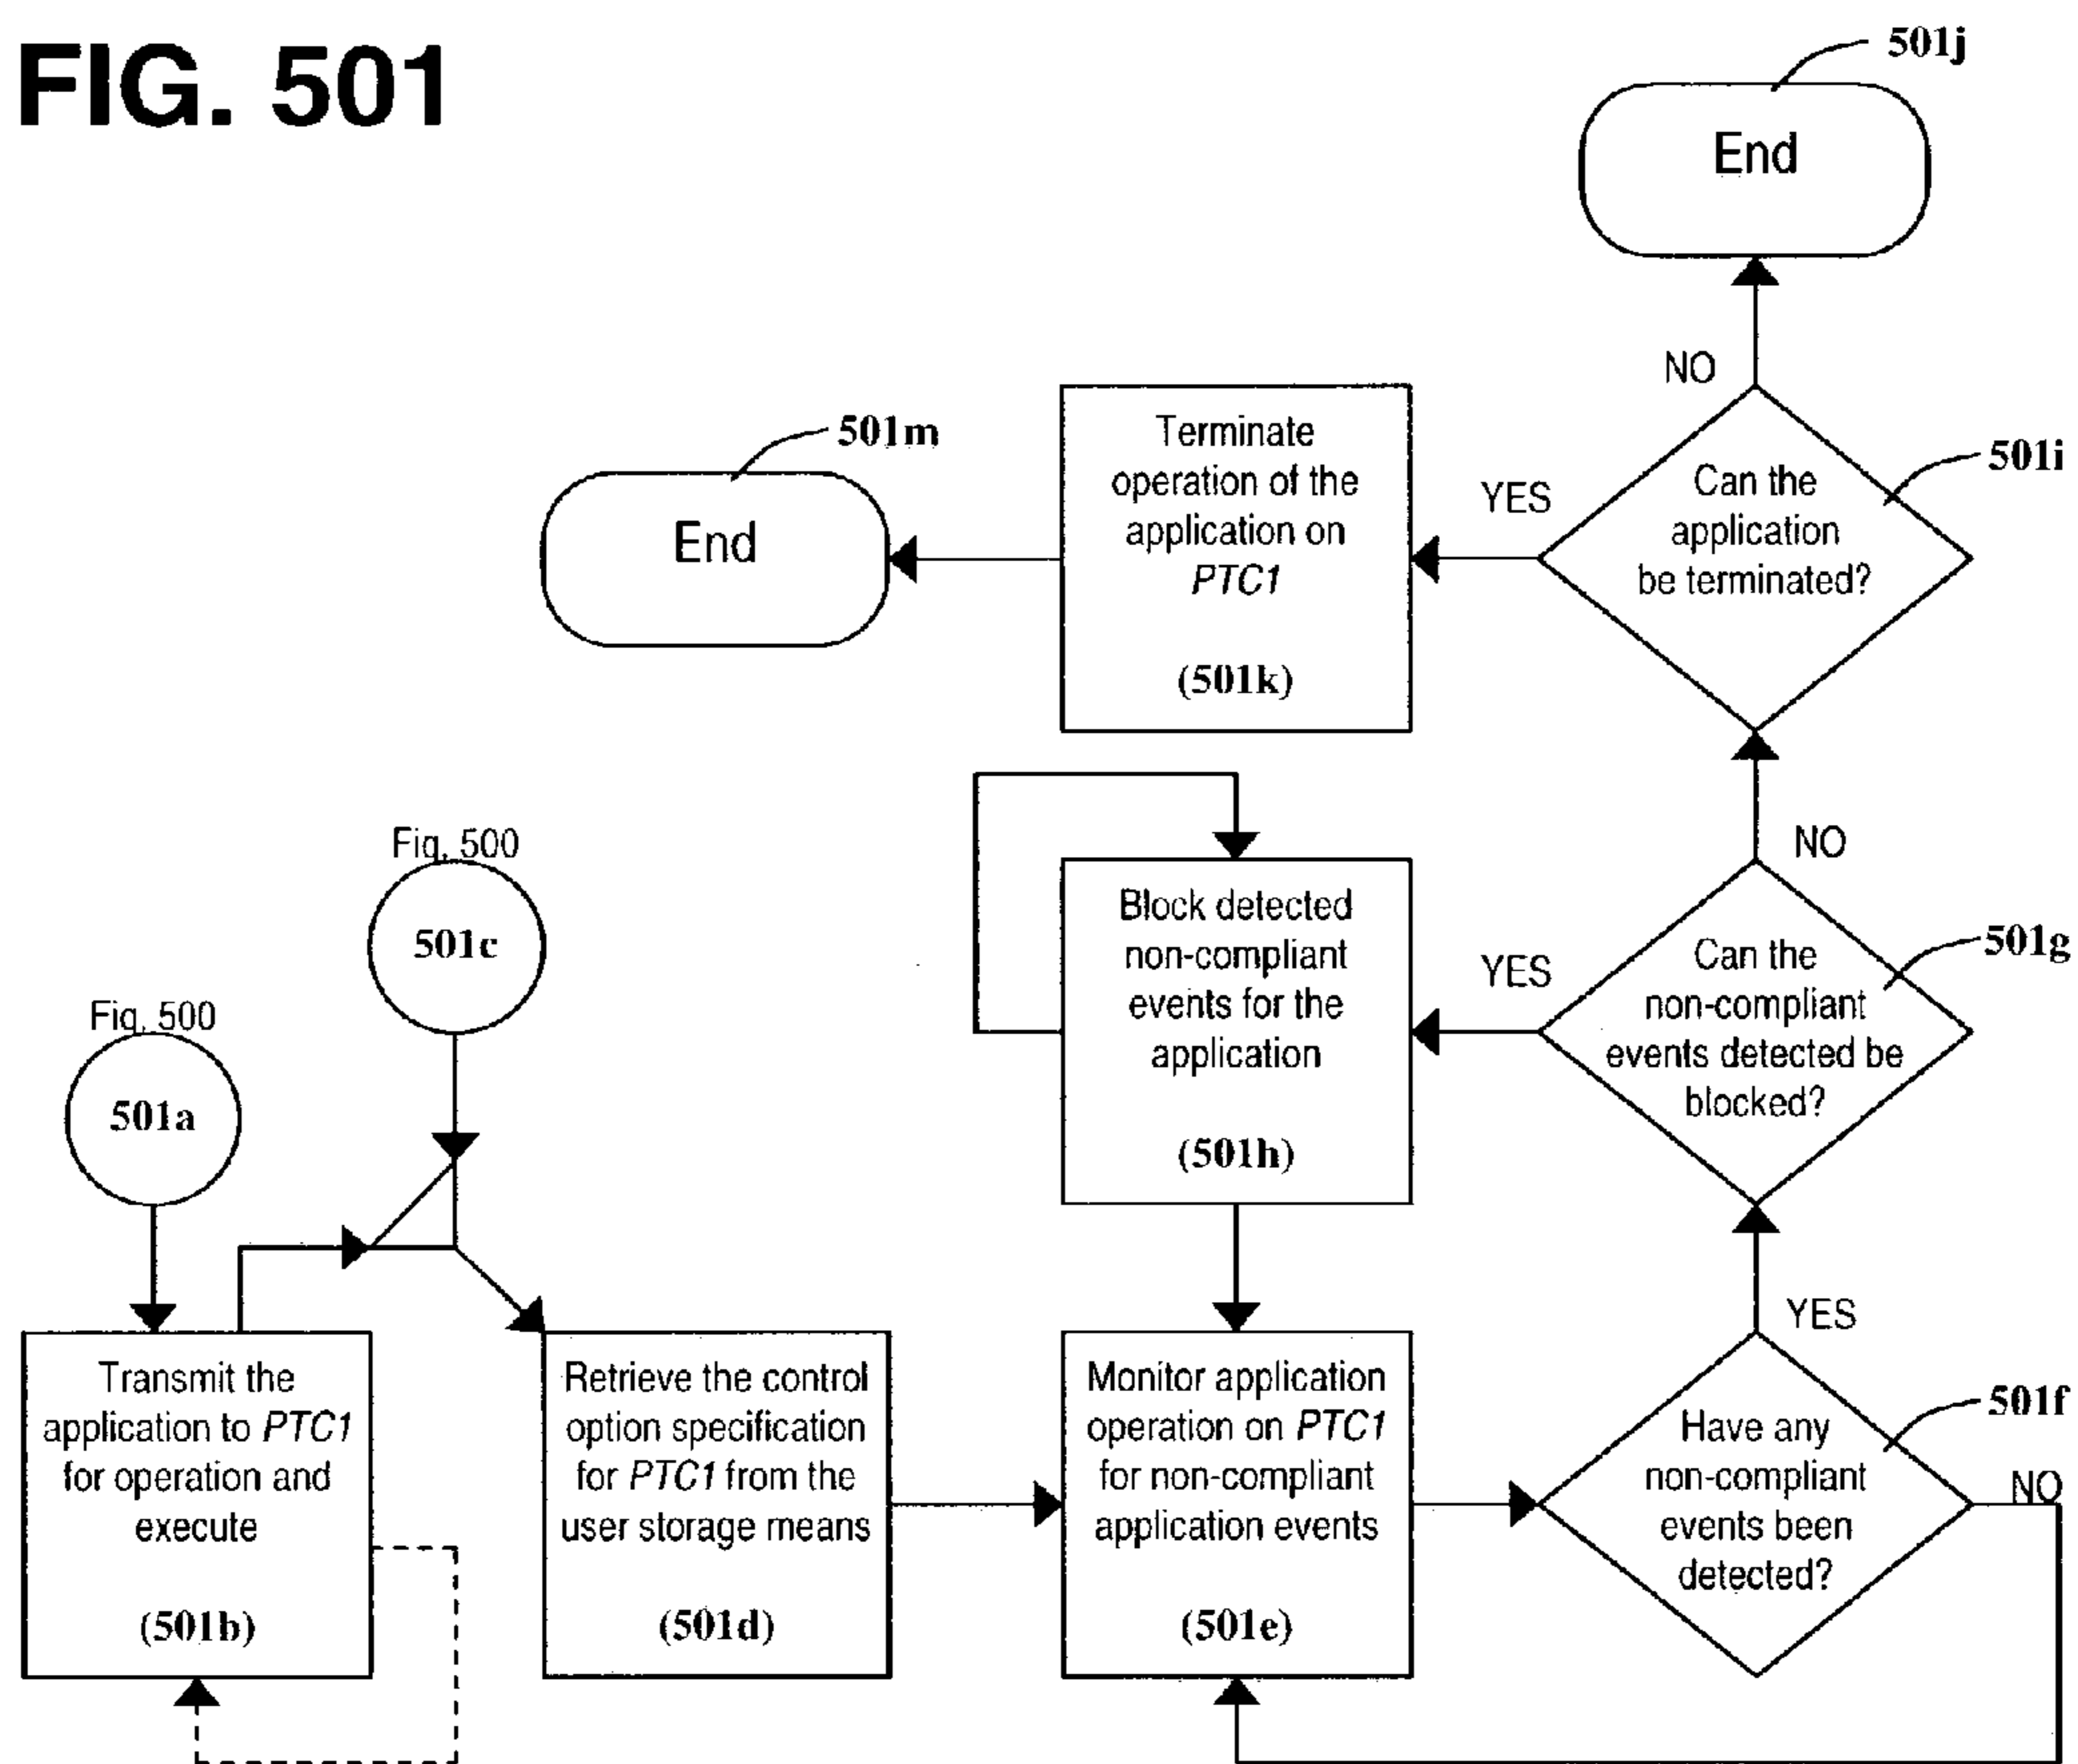 FIG. 501
501j
End
NO
501m
End
Terminate
operation of the
application on
PTC1
(501k)
YES
Can the
application
be terminated?
501i
NO
Fig. 500
501c
Fig. 500
501a
Block detected
non-compliant
events for the
application
(501h)
YES
Can the
non-compliant
events detected be
blocked?
501g
YES
Transmit the
application to PTC1
for operation and
execute
(501b)
Retrieve the control
option specification
for PTC1 from the
user storage means
(501d)
Monitor application
operation on PTC1
for non-compliant
application events
(501e)
Have any
non-compliant
events been
detected?
501f
NO